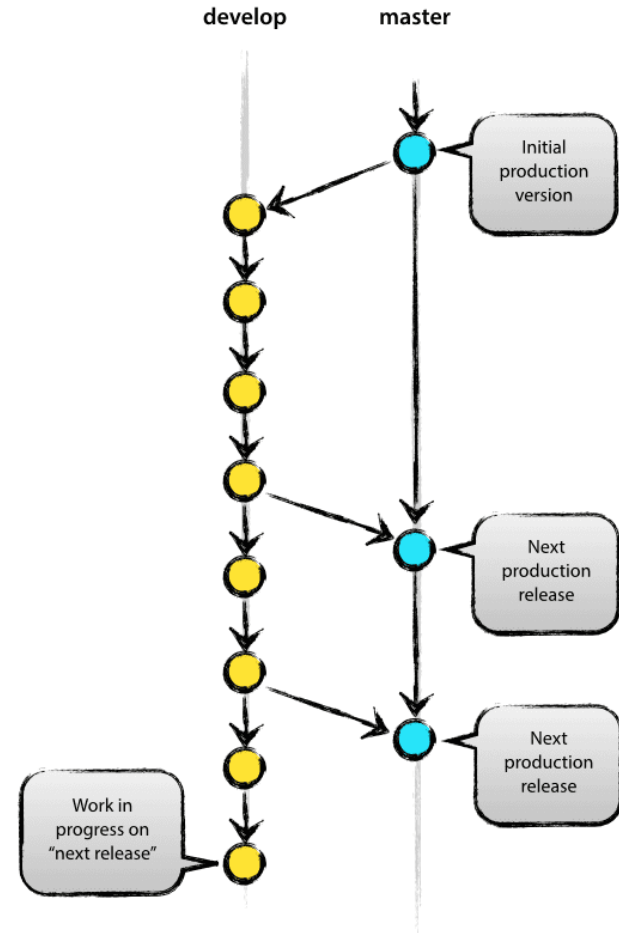 develop
master
Initial
production
version
Next
production
release
Next
production
release
Work in
progress on
“next release”